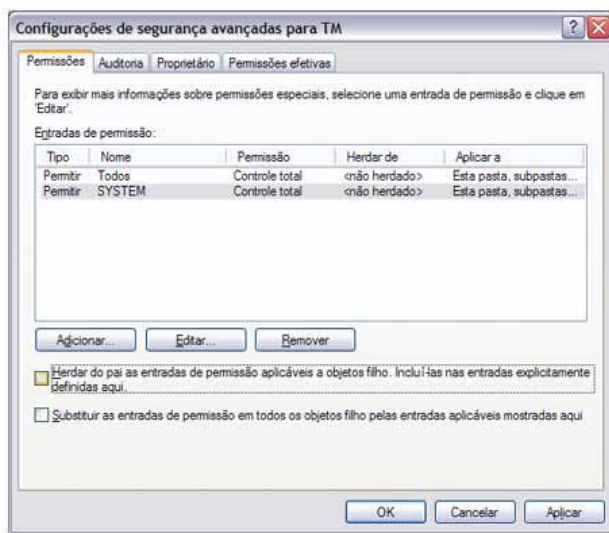 Configurações de segurança avançadas para TM
Permissões Auditoria Proprietário Permissões efetivas
Para exibir mais informações sobre permissões especiais, selecione uma entrada de permissão e clique em
'Editar'.
Entradas de permissão:
Tipo Nome Permissão Herdar de Aplicar a
Permitir Todos Controle total <não herdado> Esta pasta, subpastas...
Permitir SYSTEM Controle total <não herdado> Esta pasta, subpastas...
Adicionar... Editar... Remover
Herdar do pai as entradas de permissão aplicáveis a objetos filho. Incluí-las nas entradas explicitamente
definidas aqui.
Substituir as entradas de permissão em todos os objetos filho pelas entradas aplicáveis mostradas aqui
OK Cancelar Aplicar